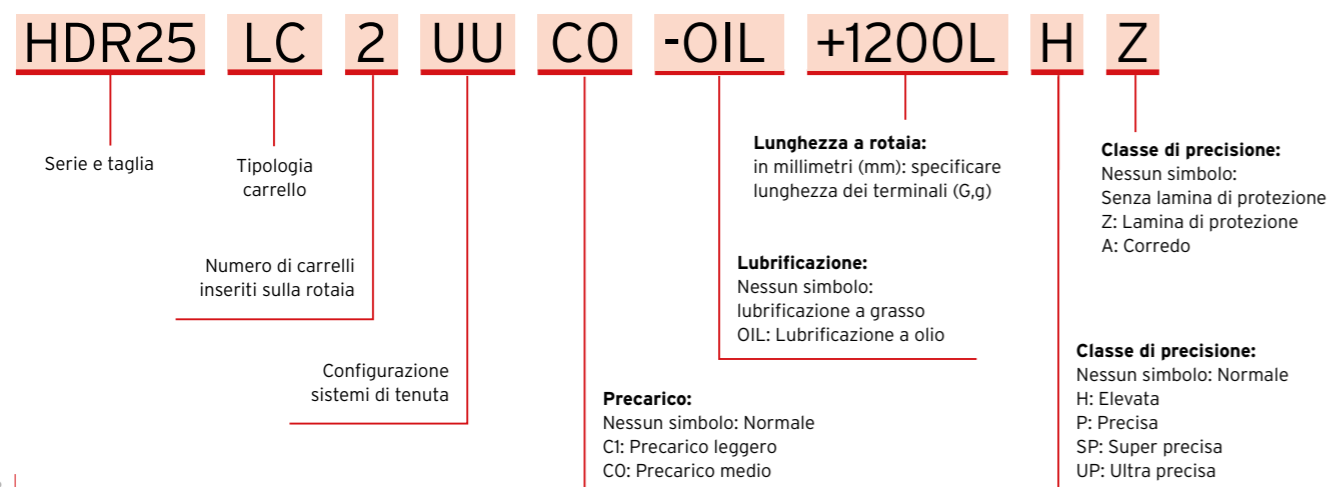 HDR25 LC 2 UU C0 -OIL +1200L H Z
Serie e taglia
Tipologia
carrello
Numero di carrelli
inseriti sulla rotaia
Configurazione
sistemi di tenuta
Precarico:
Nessun simbolo: Normale
C1: Precarico leggero
C0: Precarico medio
Lunghezza a rotaia:
in millimetri (mm): specificare
lunghezza dei terminali (G,g)
Lubrificazione:
Nessun simbolo:
lubrificazione a grasso
OIL: Lubrificazione a olio
Classe di precisione:
Nessun simbolo:
Senza lamina di protezione
Z: Lamina di protezione
A: Corredo
Classe di precisione:
Nessun simbolo: Normale
H: Elevata
P: Precisa
SP: Super precisa
UP: Ultra precisa